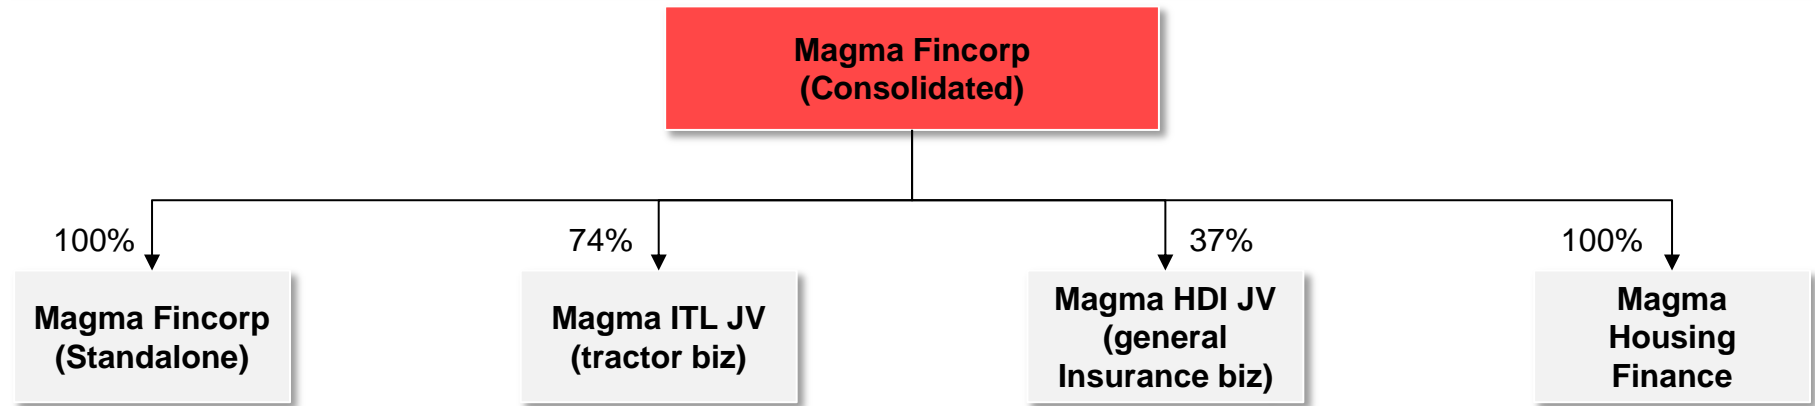 Magma Fincorp
(Consolidated)
100%
74%
37%
100%
Magma Fincorp
(Standalone)
Magma ITL JV
(tractor biz)
Magma HDI JV
(general
Insurance biz)
Magma
Housing
Finance